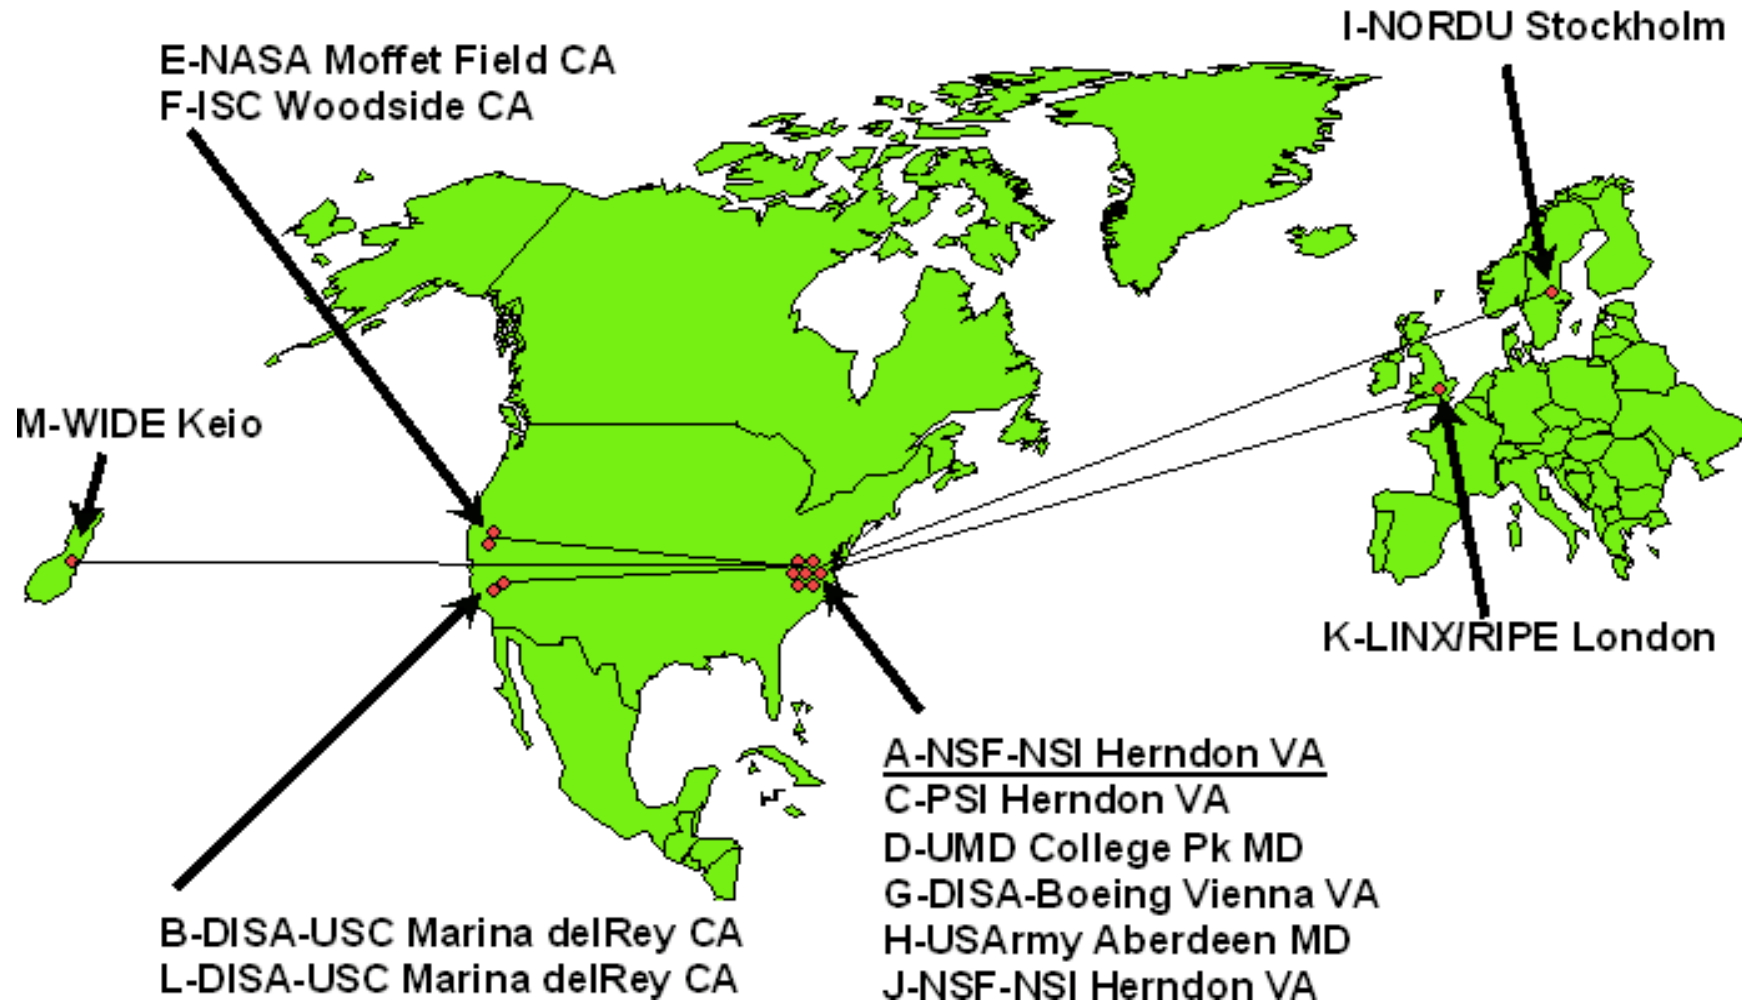 I-NORDU Stockholm
E-NASA Moffet Field CA
F-ISC Woodside CA
M-WIDE Keio
K-LINX/RIPE London
A-NSF-NSI Herndon VA
C-PSI Herndon VA
D-UMD College Pk MD
G-DISA-Boeing Vienna VA
H-USArmy Aberdeen MD
J-NSF-NSI Herndon VA
B-DISA-USC Marina delRey CA
L-DISA-USC Marina delRey CA